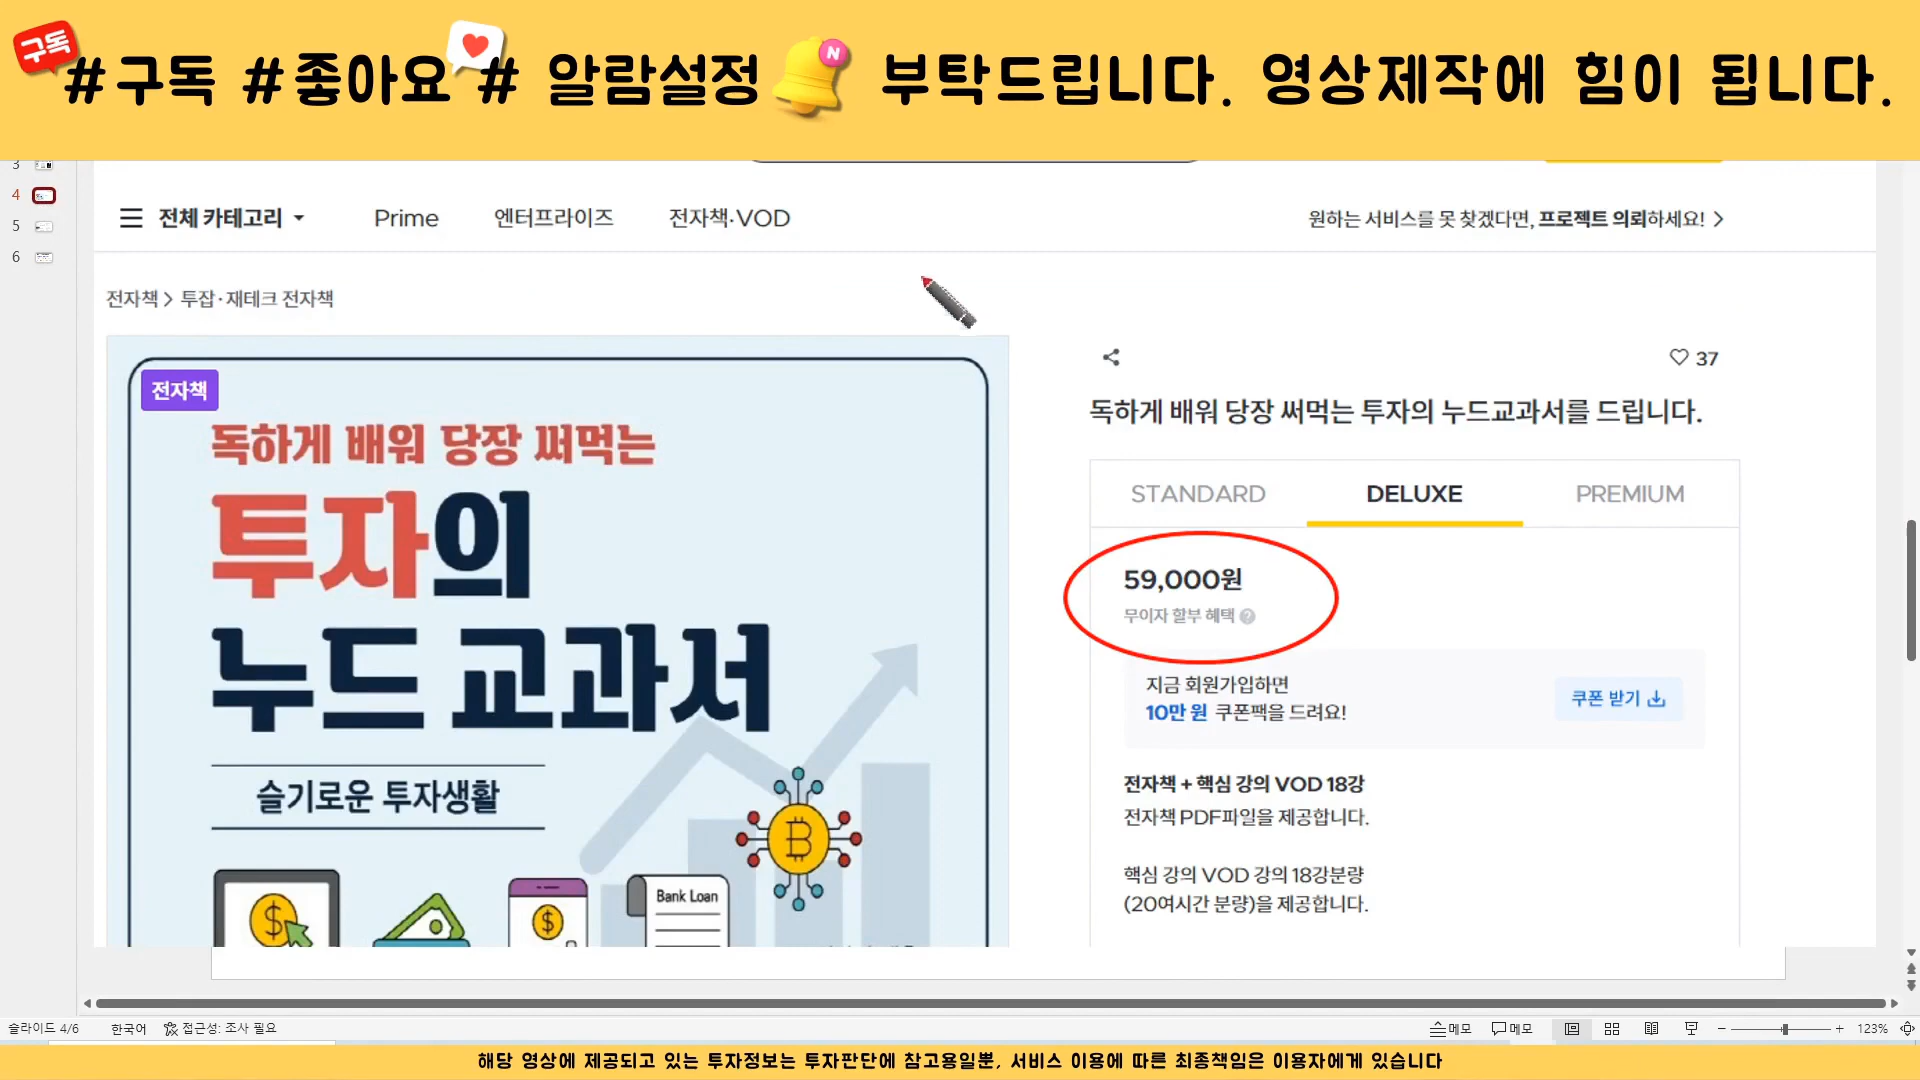 구독
#구독 #좋아요 # 알람설정 부탁드립니다. 영상제작에 힘이 됩니다.
N
3
4
5
6
전체 카테고리
Prime
엔터프라이즈
전자책·VOD
원하는 서비스를 못 찾겠다면, 프로젝트 의뢰하세요!
전자책 > 투잡·재테크 전자책
전자책
독하게 배워 당장 써먹는
투자의
누드 교과서
슬기로운 투자생활
Bank Loan
37
독하게 배워 당장 써먹는 투자의 누드교과서를 드립니다.
STANDARD
DELUXE
PREMIUM
59,000원
무이자 할부 혜택 ?
지금 회원가입하면
10만 원 쿠폰팩을 드려요!
쿠폰 받기
전자책 + 핵심 강의 VOD 18강
전자책 PDF파일을 제공합니다.
핵심 강의 VOD 강의 18강분량
(20여시간 분량)을 제공합니다.
슬라이드 4/6
한국어
접근성: 조사 필요
메모
메모
123%
해당 영상에 제공되고 있는 투자정보는 투자판단에 참고용일뿐, 서비스 이용에 따른 최종책임은 이용자에게 있습니다